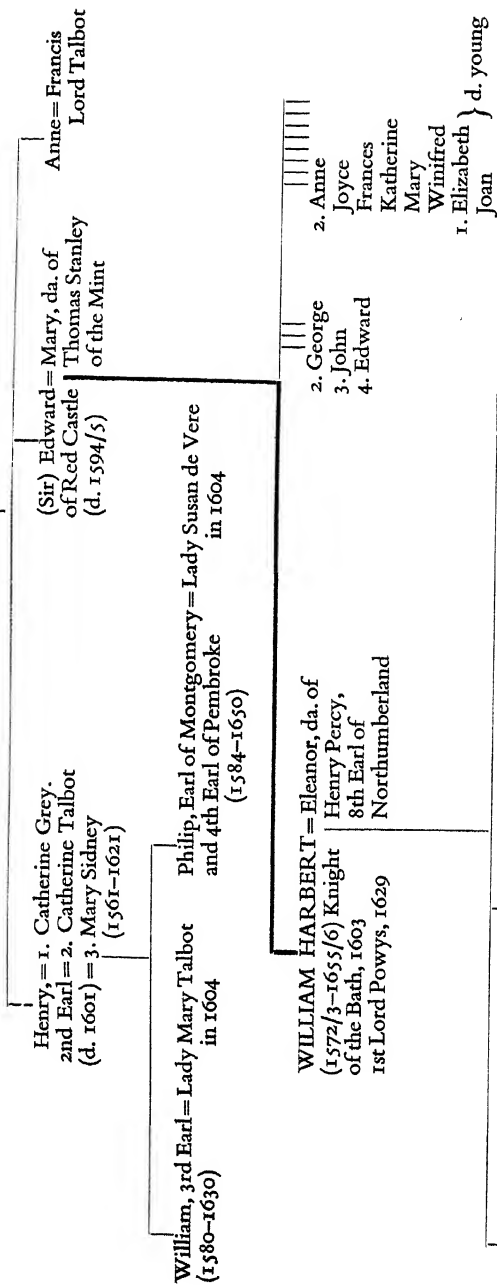 Henry,=1. Catherine Grey.
2nd Earl=2. Catherine Talbot
(d. 1601)=3. Mary Sidney
(1561–1621)
(Sir) Edward=Mary, da. of
of Red Castle Thomas Stanley
(d. 1594/5) of the Mint
Anne=Francis
Lord Talbot
William, 3rd Earl=Lady Mary Talbot
(1580–1630) in 1604
Philip, Earl of Montgomery=Lady Susan de Vere
and 4th Earl of Pembroke in 1604
(1584–1650)
WILLIAM HARBERT=Eleanor, da. of
(1572/3–1655/6) Knight Henry Percy,
of the Bath, 1603 8th Earl of
1st Lord Powys, 1629 Northumberland
2. George
3. John
4. Edward
2. Anne
Joyce
Frances
Katherine
Mary
Winifred
1. Elizabeth } d. young
Joan